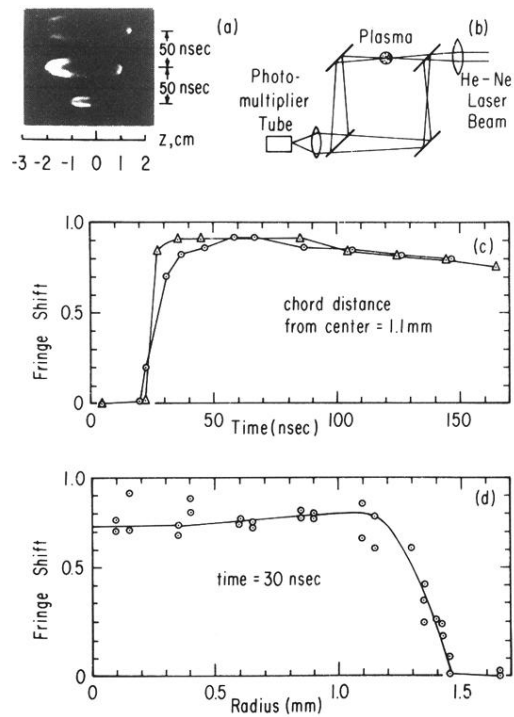 (a)
50 nsec
50 nsec
Z, cm
-3 -2 -1 0 1 2
(b)
Plasma
Photo-
multiplier
Tube
He-Ne
Laser
Beam
(c)
1.0
0.5
0
Fringe Shift
chord distance
from center = 1.1mm
0 50 100 150
Time (nsec)
(d)
1.0
0.5
0
Fringe Shift
time = 30 nsec
0 0.5 1.0 1.5
Radius (mm)